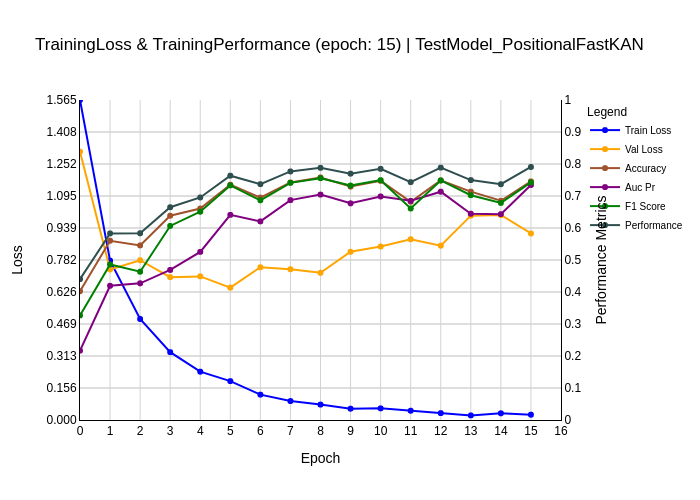 TrainingLoss & TrainingPerformance (epoch: 15) | TestModel_PositionalFastKAN
1.565
1.408
1.252
1.095
0.939
0.782
0.626
0.469
0.313
0.156
0.000
Loss
0 1 2 3 4 5 6 7 8 9 10 11 12 13 14 15 16
Epoch
1
0.9
0.8
0.7
0.6
0.5
0.4
0.3
0.2
0.1
0
Performance Metrics
Legend
Train Loss
Val Loss
Accuracy
Auc Pr
F1 Score
Performance